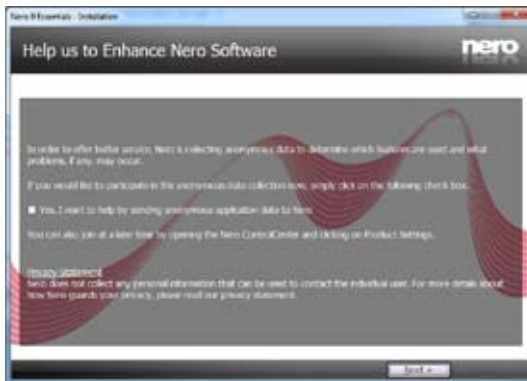 Nero 9 Essentials - Installation
Help us to Enhance Nero Software
nero
In order to offer better service, Nero is collecting anonymous data to determine which features are used and what
problems, if any, may occur.
If you would like to participate in the anonymous data collection now, simply click on the following check box.
Yes, I want to help by sending anonymous application data to Nero
You can also join at a later time by opening the Nero ControlCenter and clicking on Product Settings.
Privacy Statement
Nero does not collect any personal information that can be used to contact the individual user. For more details about
how Nero guards your privacy, please read our privacy statement.
Next >